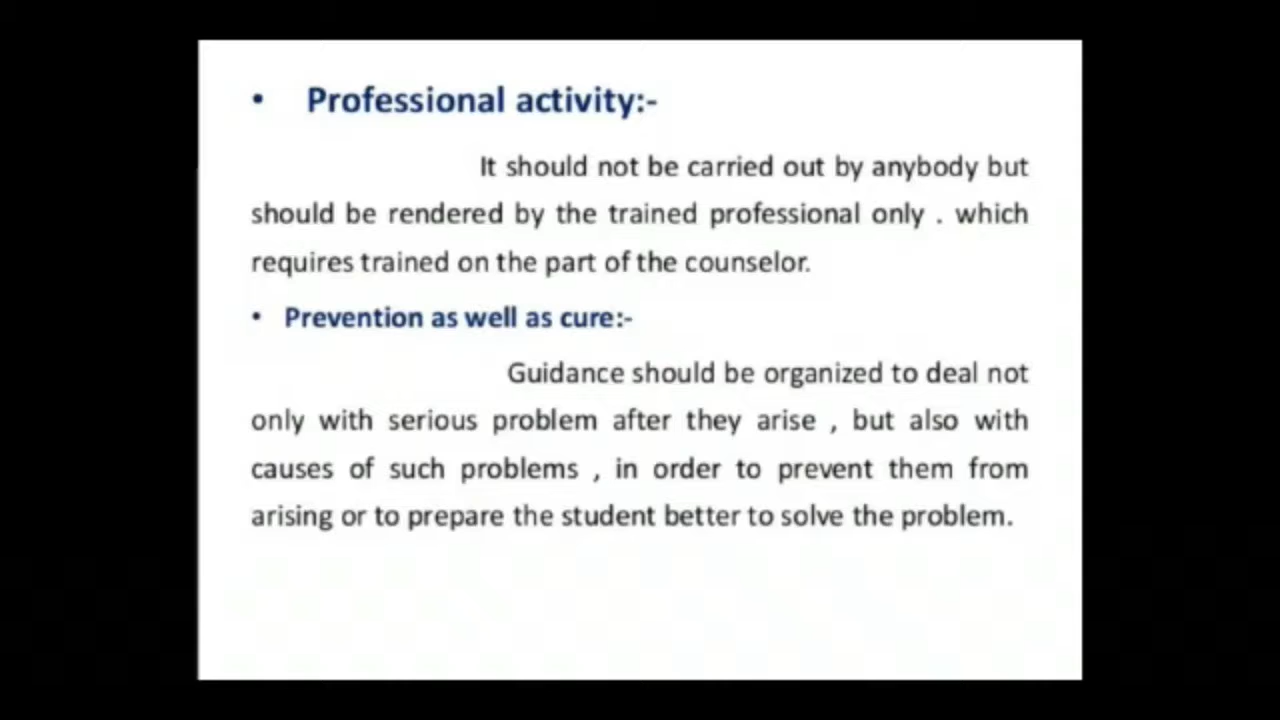 • Professional activity:-
It should not be carried out by anybody but
should be rendered by the trained professional only . which
requires trained on the part of the counselor.
• Prevention as well as cure:-
Guidance should be organized to deal not
only with serious problem after they arise , but also with
causes of such problems , in order to prevent them from
arising or to prepare the student better to solve the problem.